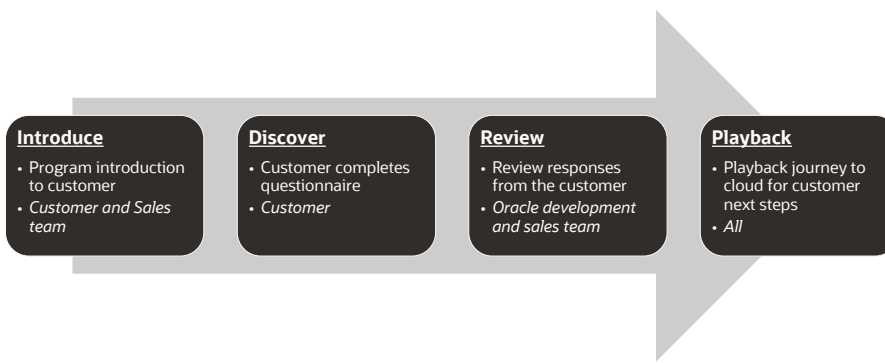 Introduce
• Program introduction
to customer
• Customer and Sales
team
Discover
• Customer completes
questionnaire
• Customer
Review
• Review responses
from the customer
• Oracle development
and sales team
Playback
• Playback journey to
cloud for customer
next steps
• All